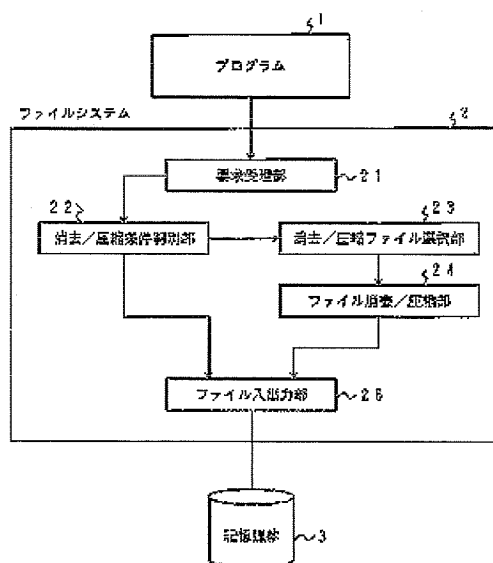 1
プログラム
ファイルシステム
2
要求受理部
21
22
消去/圧縮条件判別部
23
消去/圧縮ファイル選択部
24
ファイル消去/圧縮部
ファイル入出力部
記憶媒体
3